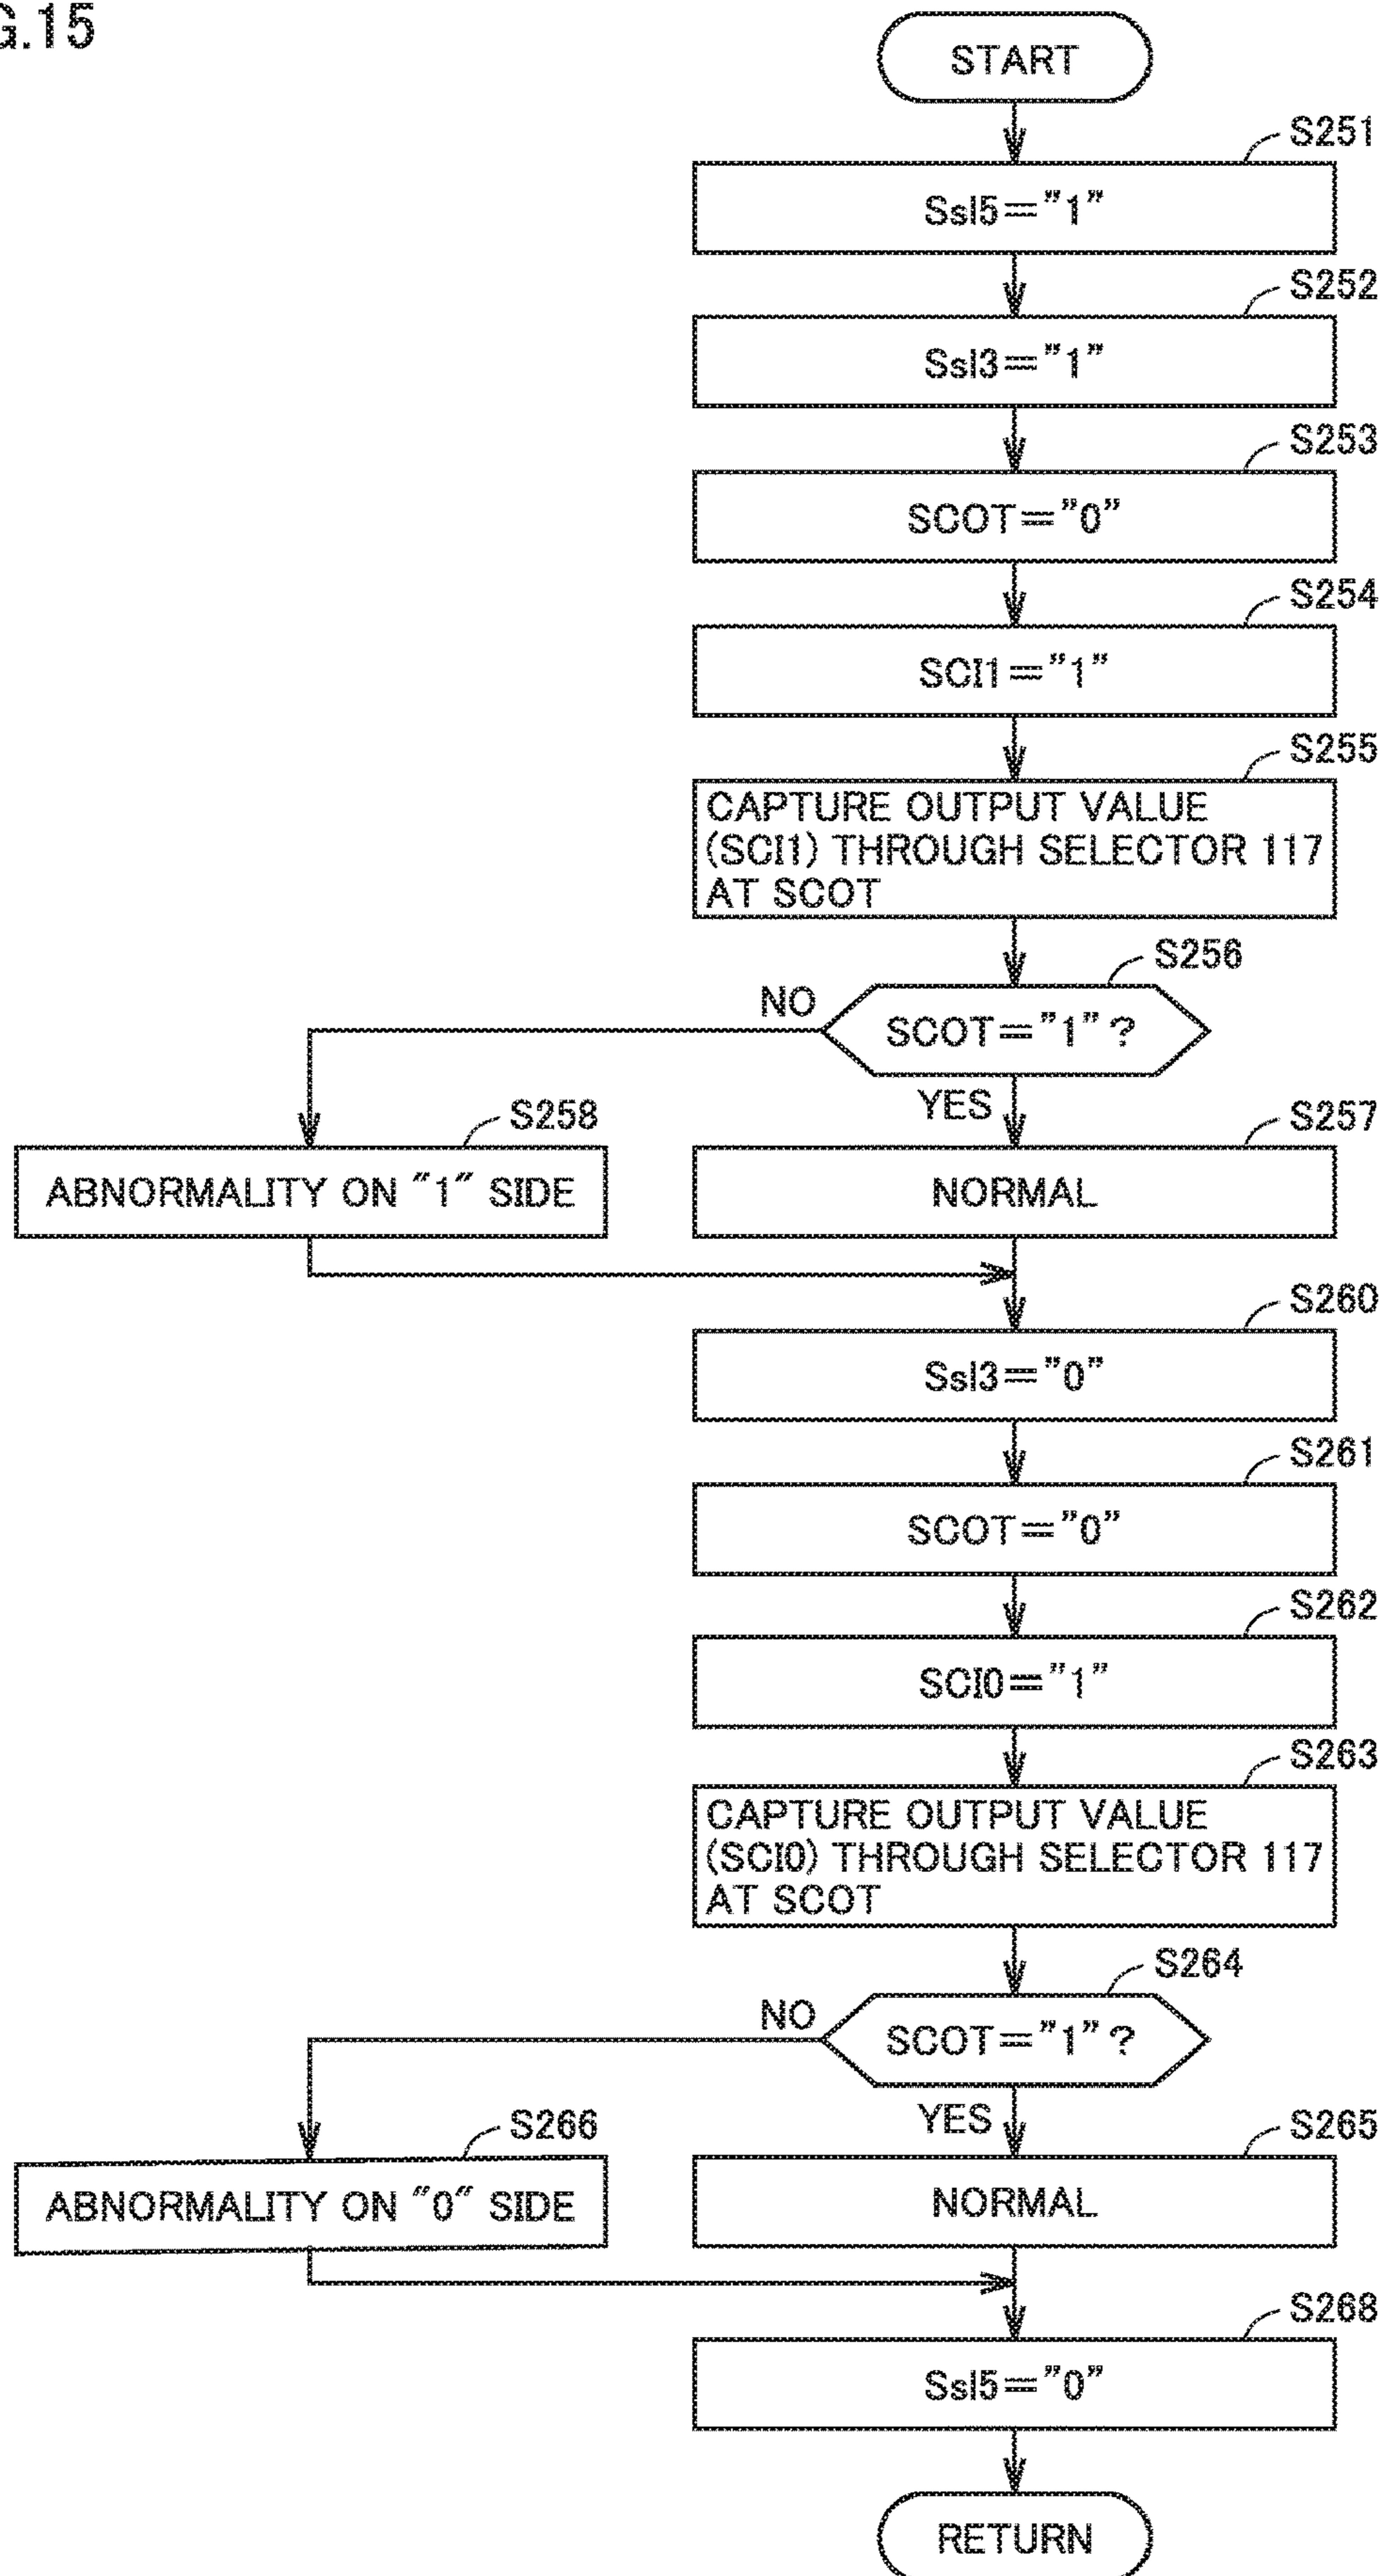 G.15
START
S251
Ssl5="1"
S252
Ssl3="1"
S253
SCOT="0"
S254
SCI1="1"
S255
CAPTURE OUTPUT VALUE
(SCI1) THROUGH SELECTOR 117
AT SCOT
S256
NO
SCOT="1"?
YES
S258
S257
ABNORMALITY ON "1" SIDE
NORMAL
S260
Ssl3="0"
S261
SCOT="0"
S262
SCI0="1"
S263
CAPTURE OUTPUT VALUE
(SCI0) THROUGH SELECTOR 117
AT SCOT
S264
NO
SCOT="1"?
YES
S266
S265
ABNORMALITY ON "0" SIDE
NORMAL
S268
Ssl5="0"
RETURN